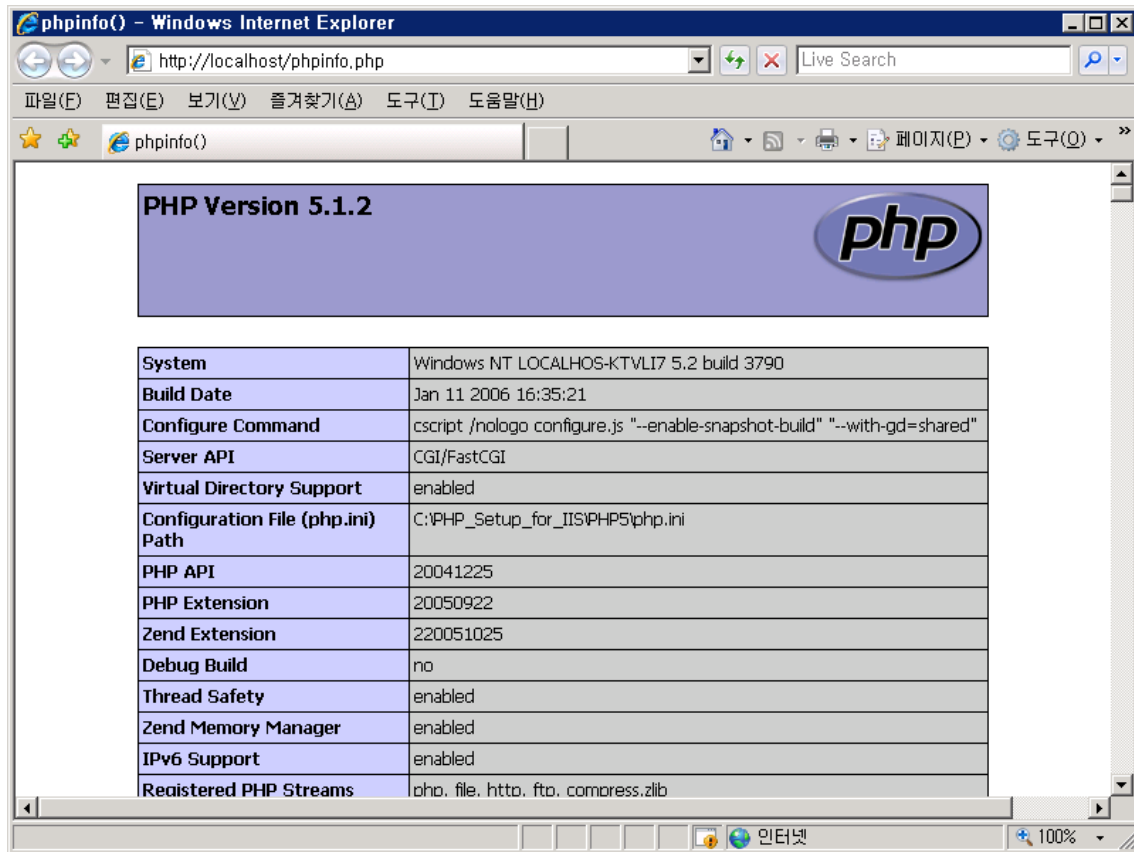 phpinfo() - Windows Internet Explorer
http://localhost/phpinfo.php
Live Search
파일(F) 편집(E) 보기(V) 즐겨찾기(A) 도구(T) 도움말(H)
phpinfo()
페이지(P)
도구(O)
PHP Version 5.1.2
php
System Windows NT LOCALHOS-KTVLI7 5.2 build 3790
Build Date Jan 11 2006 16:35:21
Configure Command cscript /nologo configure.js "--enable-snapshot-build" "--with-gd=shared"
Server API CGI/FastCGI
Virtual Directory Support enabled
Configuration File (php.ini) Path C:\PHP_Setup_for_IIS\PHP5\php.ini
PHP API 20041225
PHP Extension 20050922
Zend Extension 220051025
Debug Build no
Thread Safety enabled
Zend Memory Manager enabled
IPv6 Support enabled
Registered PHP Streams php, file, http, ftp, compress.zlib
인터넷
100%